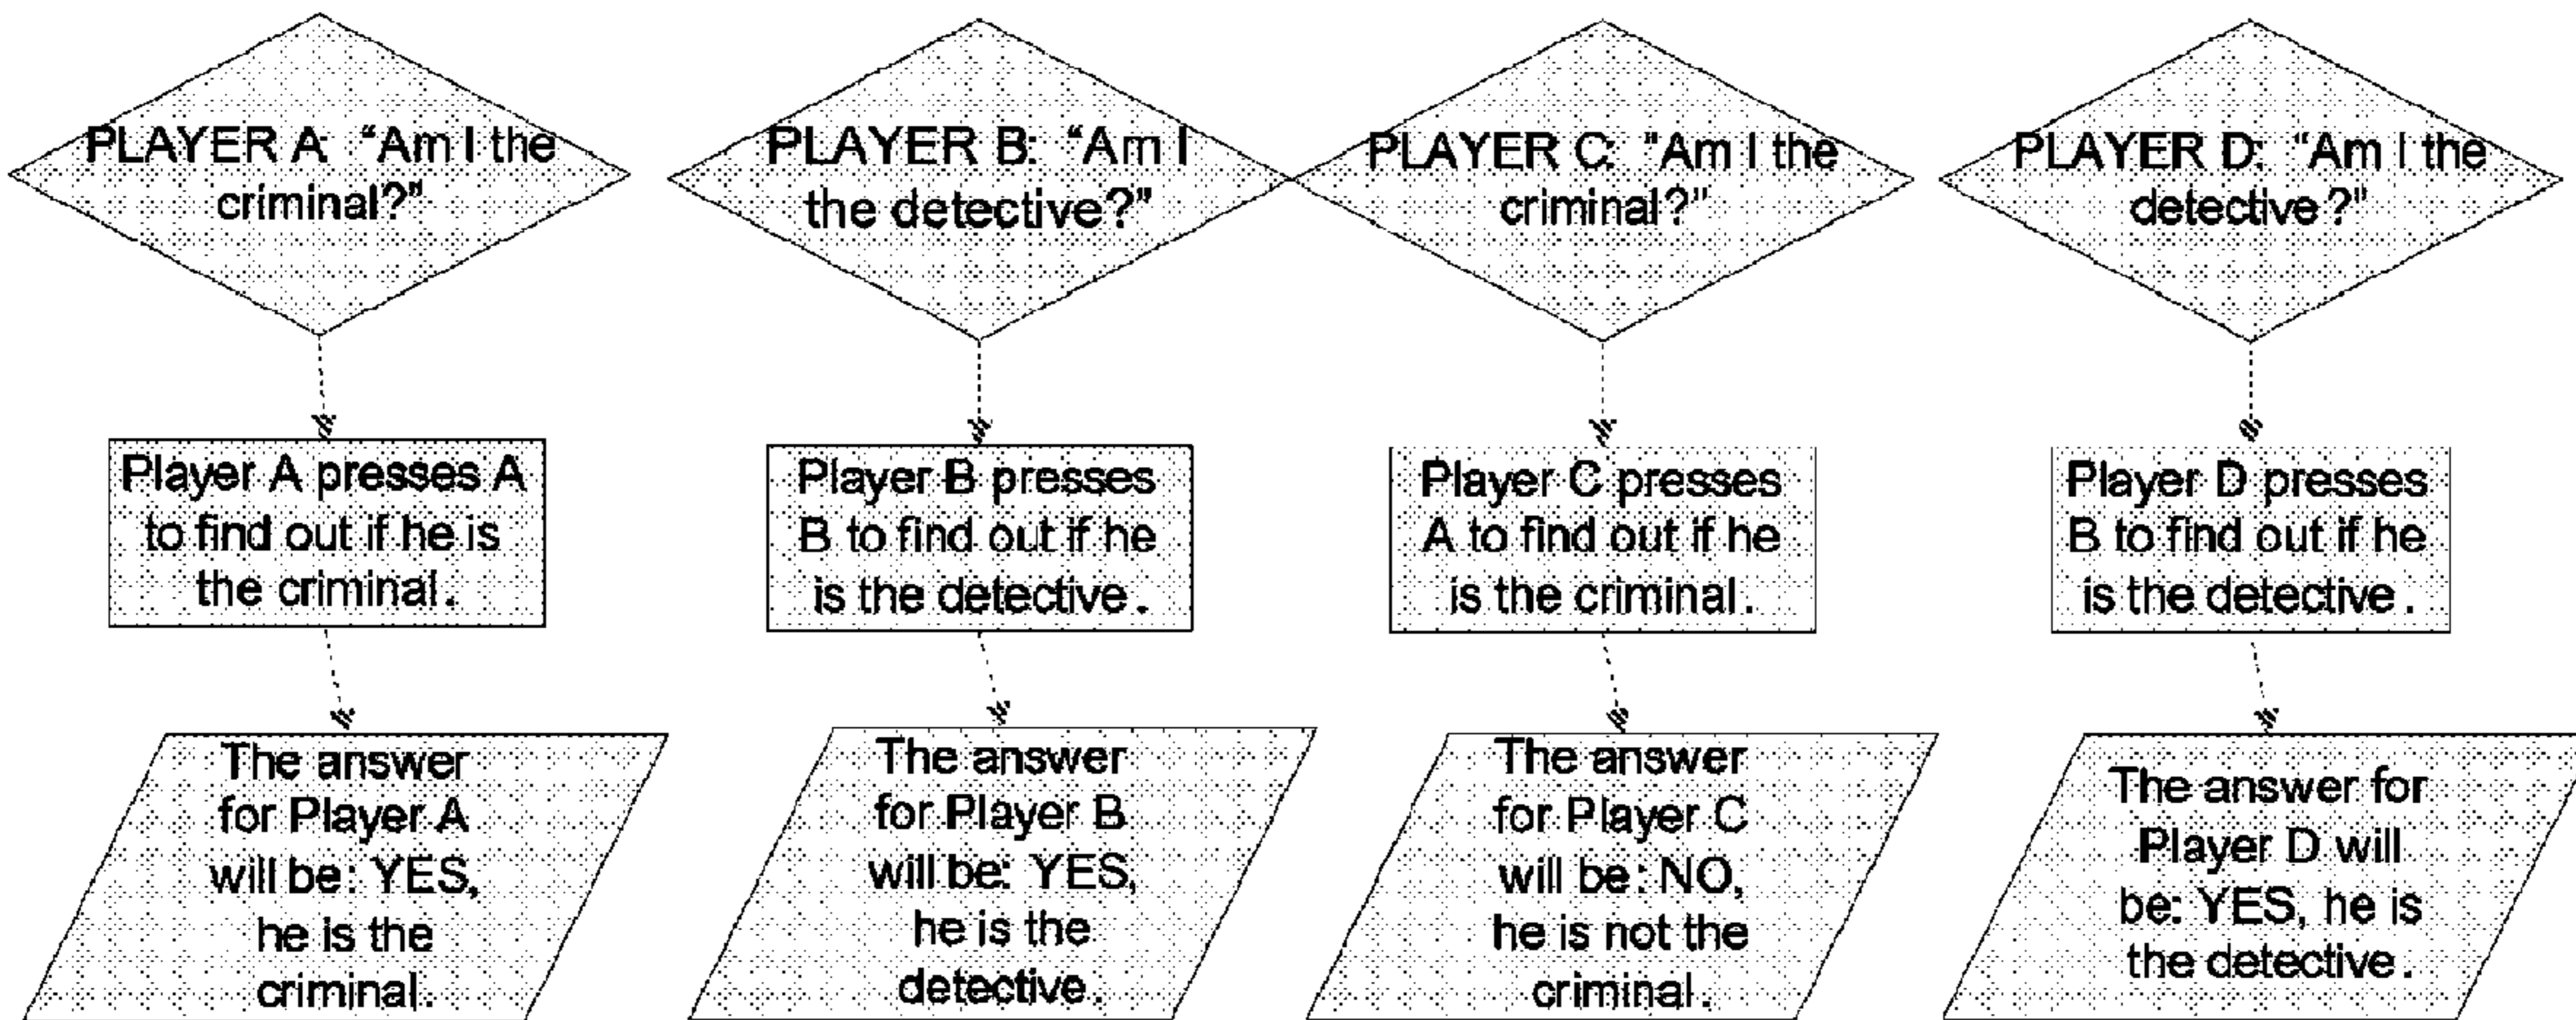 PLAYER A: “Am I the
criminal?”
PLAYER B: “Am I
the detective?”
PLAYER C: “Am I the
criminal?”
PLAYER D: “Am I the
detective?”
Player A presses A
to find out if he is
the criminal.
Player B presses
B to find out if he
is the detective.
Player C presses
A to find out if he
is the criminal.
Player D presses
B to find out if he
is the detective.
The answer
for Player A
will be: YES,
he is the
criminal.
The answer
for Player B
will be: YES,
he is the
detective.
The answer
for Player C
will be: NO,
he is not the
criminal.
The answer for
Player D will
be: YES, he is
the detective.